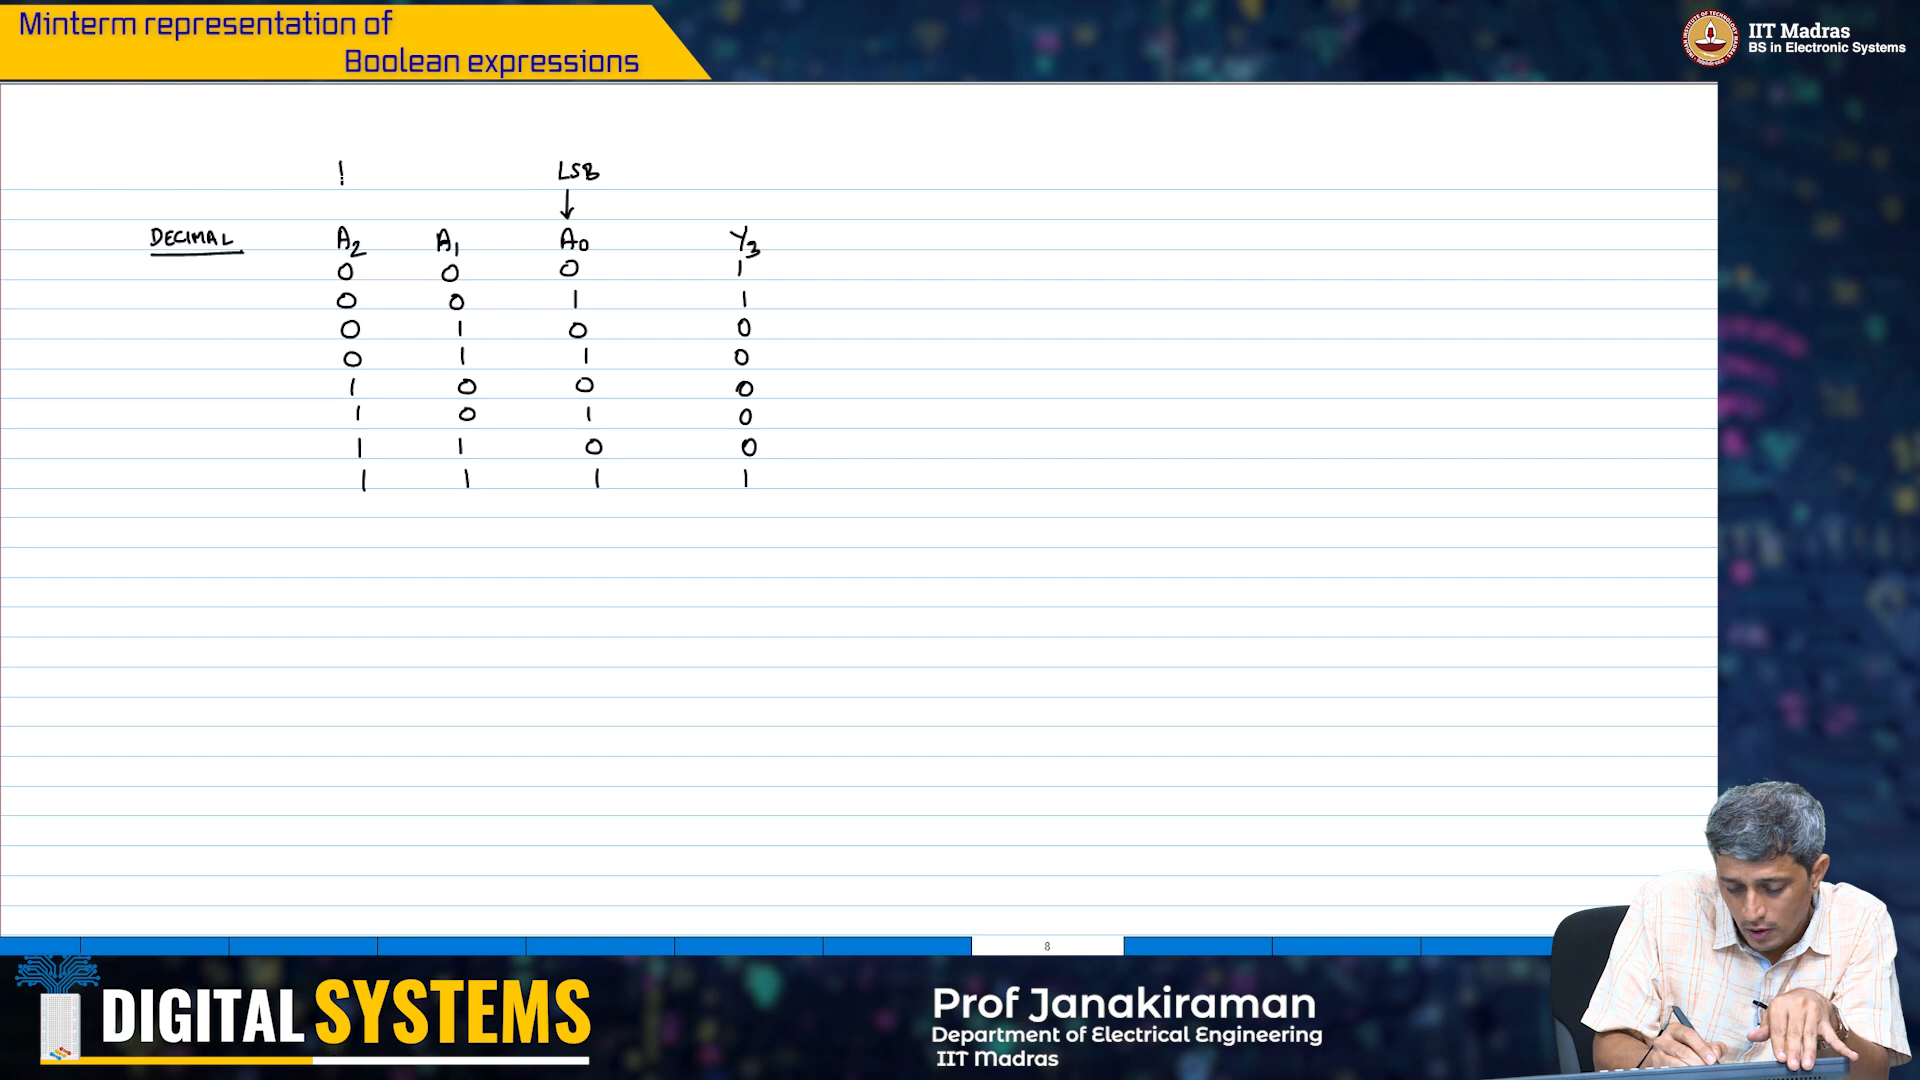 Minterm representation of
Boolean expressions
IIT Madras
BS in Electronic Systems
LSB
DECIMAL A2 A1 A0 Y3
0 0 0 1
0 0 1 1
0 1 0 0
0 1 1 0
1 0 0 0
1 0 1 0
1 1 0 0
1 1 1 1
8
DIGITAL SYSTEMS
Prof Janakiraman
Department of Electrical Engineering
IIT Madras